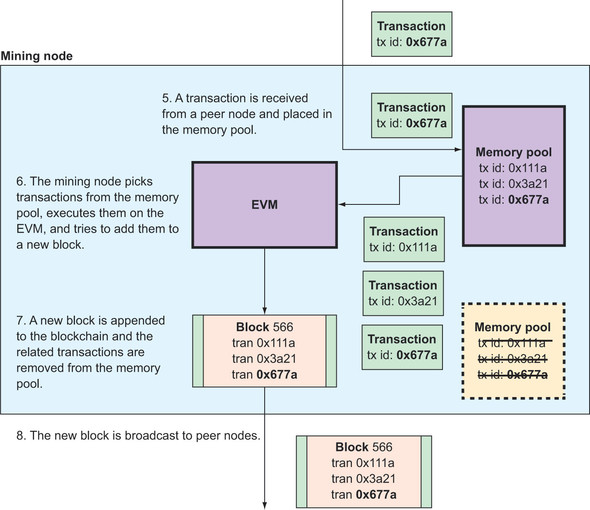 Transaction
tx id: 0x677a
Mining node
5. A transaction is received
from a peer node and placed in
the memory pool.
Transaction
tx id: 0x677a
Memory pool
tx id: 0x111a
tx id: 0x3a21
tx id: 0x677a
6. The mining node picks
transactions from the memory
pool, executes them on the
EVM, and tries to add them to
a new block.
EVM
Transaction
tx id: 0x111a
Transaction
tx id: 0x3a21
Transaction
tx id: 0x677a
7. A new block is appended
to the blockchain and the
related transactions are
removed from the memory
pool.
Block 566
tran 0x111a
tran 0x3a21
tran 0x677a
Memory pool
tx id: 0x111a
tx id: 0x3a21
tx id: 0x677a
8. The new block is broadcast to peer nodes.
Block 566
tran 0x111a
tran 0x3a21
tran 0x677a